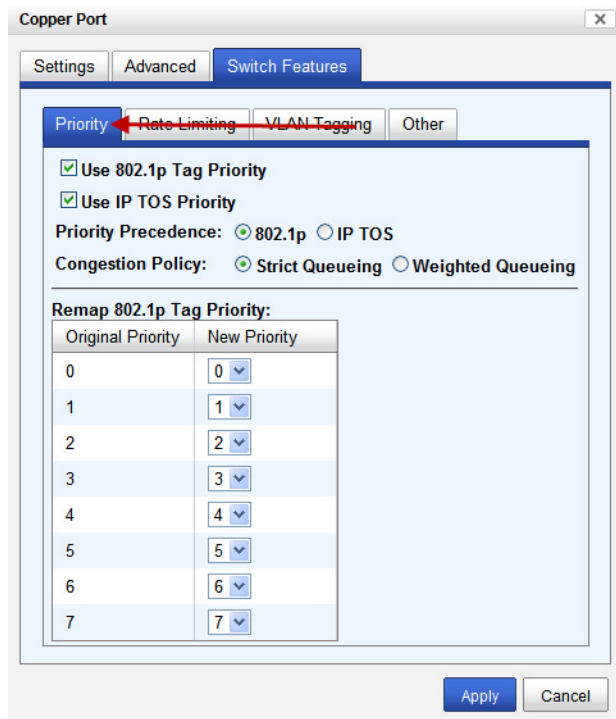 Copper Port
Settings Advanced Switch Features
Priority Rate Limiting VLAN Tagging Other
Use 802.1p Tag Priority
Use IP TOS Priority
Priority Precedence: 802.1p IP TOS
Congestion Policy: Strict Queueing Weighted Queueing
Remap 802.1p Tag Priority:
Original Priority New Priority
0 0
1 1
2 2
3 3
4 4
5 5
6 6
7 7
Apply Cancel